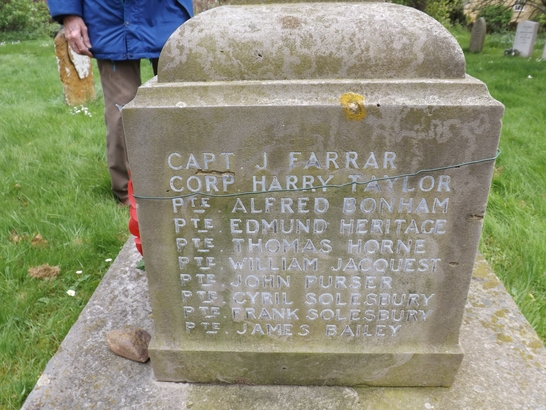 CAPT. J. FARRAR
CORP. HARRY TAYLOR
PTE. ALFRED BONHAM
PTE. EDMUND HERITAGE
PTE. THOMAS HORNE
PTE. WILLIAM JACQUEST
PTE. JOHN PURSER
PTE. CYRIL SOLESBURY
PTE. FRANK SOLESBURY
PTE. JAMES BAILEY